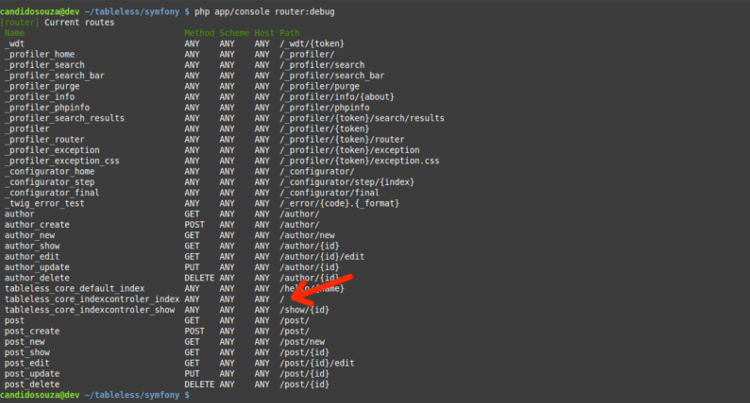 candidosouza@dev ~/tableless/symfony $ php app/console router:debug
[router] Current routes
Name Method Scheme Host Path
_wdt ANY ANY ANY /_wdt/{token}
_profiler_home ANY ANY ANY /_profiler/
_profiler_search ANY ANY ANY /_profiler/search
_profiler_search_bar ANY ANY ANY /_profiler/search_bar
_profiler_purge ANY ANY ANY /_profiler/purge
_profiler_info ANY ANY ANY /_profiler/info/{about}
_profiler_phpinfo ANY ANY ANY /_profiler/phpinfo
_profiler_search_results ANY ANY ANY /_profiler/{token}/search/results
_profiler ANY ANY ANY /_profiler/{token}
_profiler_router ANY ANY ANY /_profiler/{token}/router
_profiler_exception ANY ANY ANY /_profiler/{token}/exception
_profiler_exception_css ANY ANY ANY /_profiler/{token}/exception.css
_configurator_home ANY ANY ANY /_configurator/
_configurator_step ANY ANY ANY /_configurator/step/{index}
_configurator_final ANY ANY ANY /_configurator/final
_twig_error_test ANY ANY ANY /_error/{code}.{_format}
author GET ANY ANY /author/
author_create POST ANY ANY /author/
author_new GET ANY ANY /author/new
author_show GET ANY ANY /author/{id}
author_edit GET ANY ANY /author/{id}/edit
author_update PUT ANY ANY /author/{id}
author_delete DELETE ANY ANY /author/{id}
tableless_core_default_index ANY ANY ANY /hello/{name}
tableless_core_indexcontroler_index ANY ANY ANY /
tableless_core_indexcontroler_show ANY ANY ANY /show/{id}
post GET ANY ANY /post/
post_create POST ANY ANY /post/
post_new GET ANY ANY /post/new
post_show GET ANY ANY /post/{id}
post_edit GET ANY ANY /post/{id}/edit
post_update PUT ANY ANY /post/{id}
post_delete DELETE ANY ANY /post/{id}
candidosouza@dev ~/tableless/symfony $